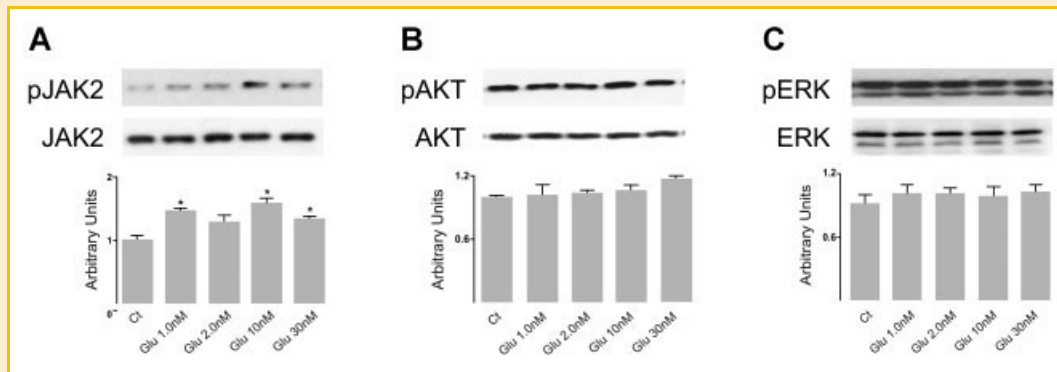 A
pJAK2
JAK2
Arbitrary Units
2
1
0
* * *
Ct Glu 1.0nM Glu 2.0nM Glu 10nM Glu 30nM
B
pAKT
AKT
Arbitrary Units
1.2
0.6
Ct Glu 1.0nM Glu 2.0nM Glu 10nM Glu 30nM
C
pERK
ERK
Arbitrary Units
1.2
0.6
Ct Glu 1.0nM Glu 2.0nM Glu 10nM Glu 30nM